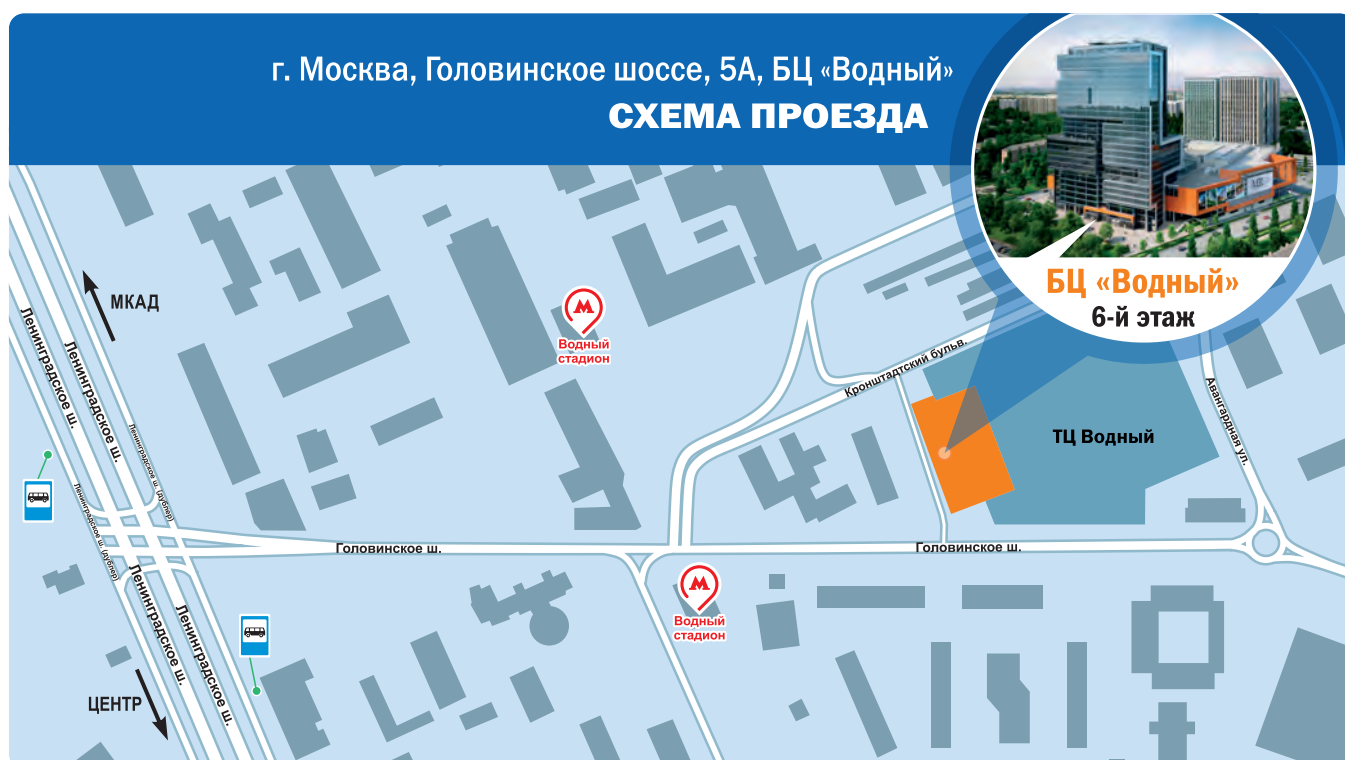 г. Москва, Головинское шоссе, 5А, БЦ «Водный»
СХЕМА ПРОЕЗДА
БЦ «Водный»
6-й этаж
МКАД
Ленинградское ш.
Ленинградское ш.
М
Водный
стадион
Кронштадтский бульв.
Авангардная ул.
ТЦ Водный
Ленинградское ш. (дублер)
Ленинградское ш. (дублер)
Головинское ш.
Головинское ш.
Ленинградское ш.
Ленинградское ш.
М
Водный
стадион
ЦЕНТР